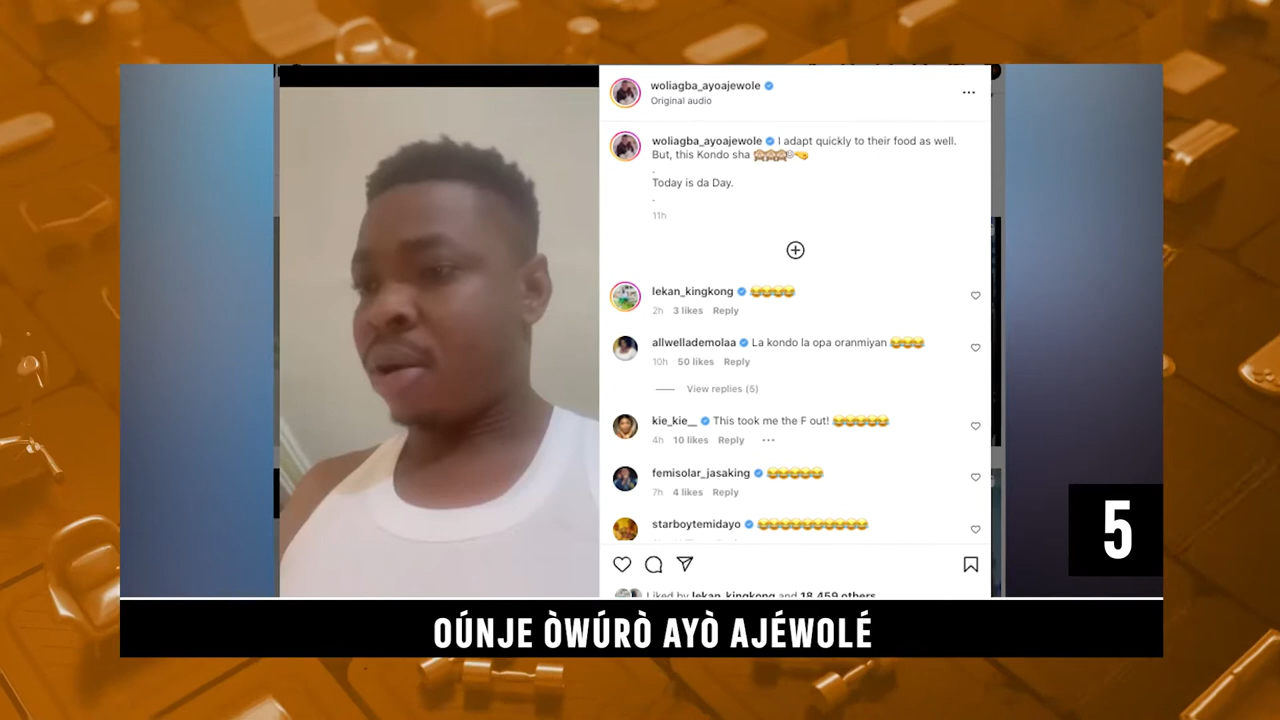 woliagba_ayoajewole
Original audio
woliagba_ayoajewole I adapt quickly to their food as well.
But, this Kondo sha 🙈🙈🙈
.
Today is da Day.
.
11h
lekan_kingkong 😂😂😂😂
2h 3 likes Reply
allwellademolaa La kondo la opa oranmiyan 😂😂😂
10h 50 likes Reply
View replies (5)
kie_kie__ This took me the F out! 😂😂😂😂😂
4h 10 likes Reply
femisolar_jasaking 😂😂😂😂😂
7h 4 likes Reply
starboytemidayo 😂😂😂😂😂😂😂😂😂😂
Liked by lekan_kingkong and 18,459 others
5
OÚNJE ÒWÚRÒ AYÒ AJÉWOLÉ